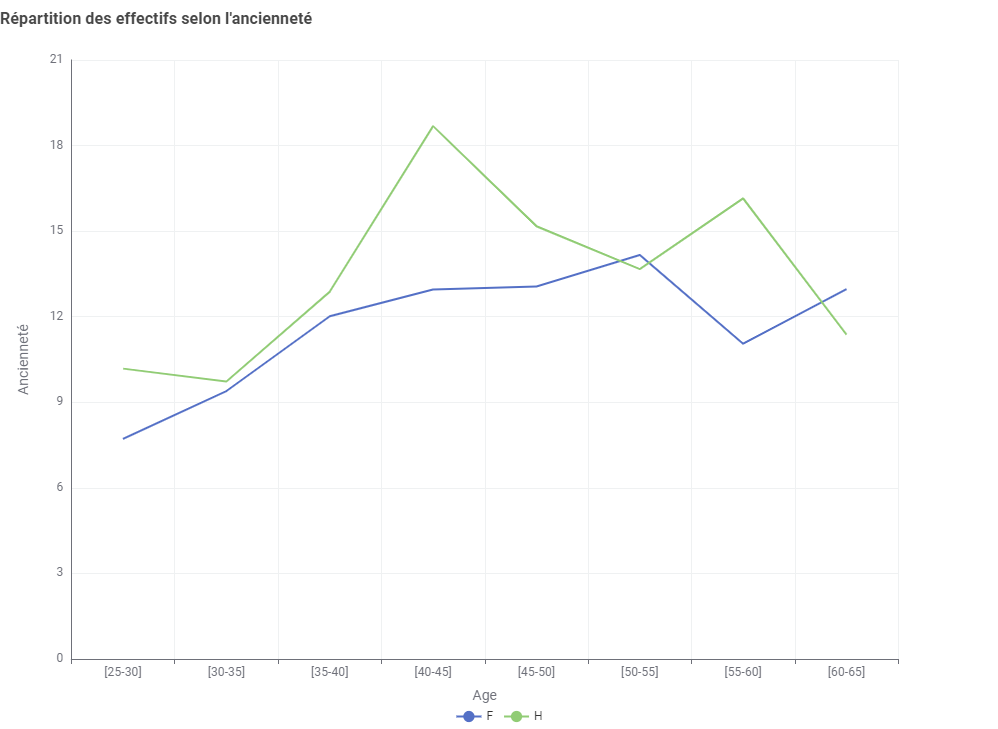 Répartition des effectifs selon l'ancienneté
21
18
15
12
9
6
3
0
Ancienneté
[25-30] [30-35] [35-40] [40-45] [45-50] [50-55] [55-60] [60-65]
Age
F H